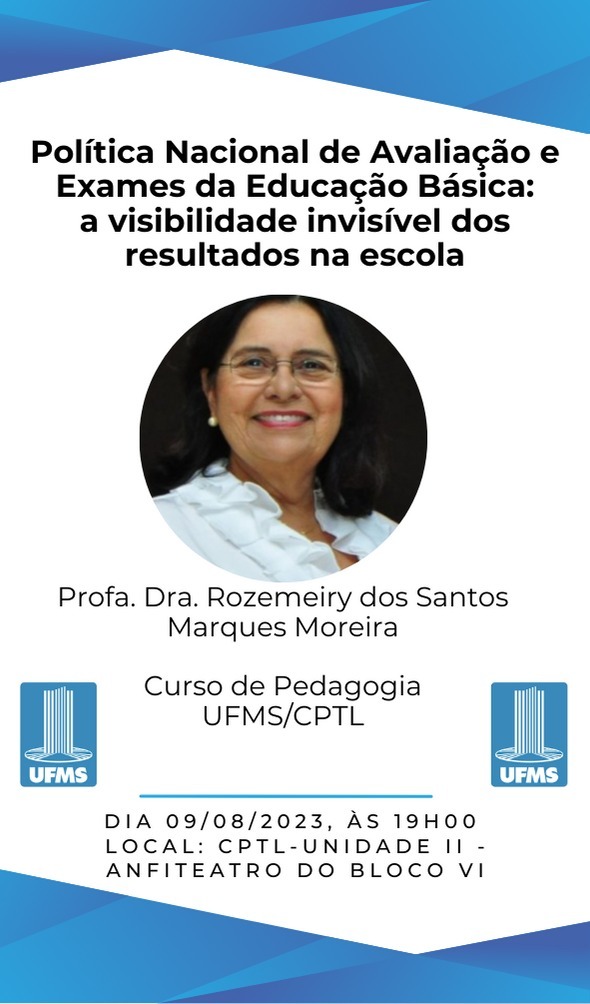 Política Nacional de Avaliação e
Exames da Educação Básica:
a visibilidade invisível dos
resultados na escola
Profa. Dra. Rozemeiry dos Santos
Marques Moreira
Curso de Pedagogia
UFMS/CPTL
UFMS
UFMS
DIA 09/08/2023, ÀS 19H00
LOCAL: CPTL-UNIDADE II -
ANFITEATRO DO BLOCO VI